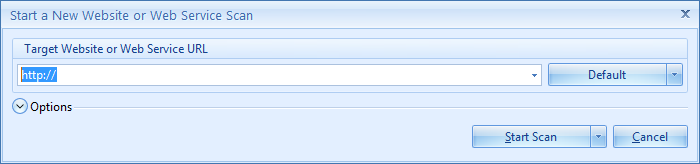 Start a New Website or Web Service Scan
Target Website or Web Service URL
http://
Default
Options
Start Scan
Cancel